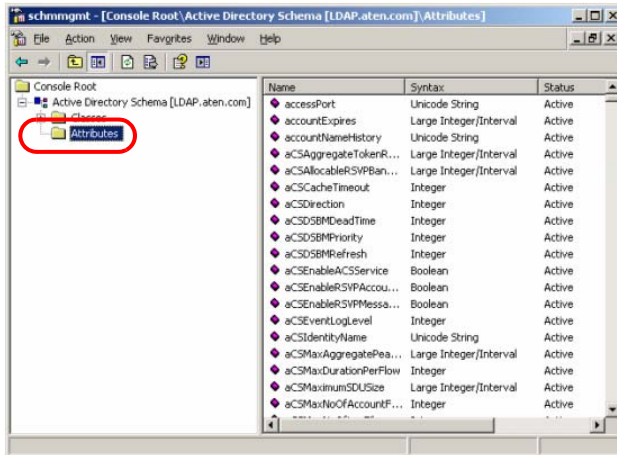 schmmgmt - [Console Root\Active Directory Schema [LDAP.aten.com]\Attributes]
File Action View Favorites Window Help
Console Root
Active Directory Schema [LDAP.aten.com]
Classes
Attributes
Name Syntax Status
accessPort Unicode String Active
accountExpires Large Integer/Interval Active
accountNameHistory Unicode String Active
aCSAggregateTokenR... Large Integer/Interval Active
aCSAllocableRSVPBan... Large Integer/Interval Active
aCSCacheTimeout Integer Active
aCSDirection Integer Active
aCSDSBMDeadTime Integer Active
aCSDSBMPriority Integer Active
aCSDSBMRefresh Integer Active
aCSEnableACSService Boolean Active
aCSEnableRSVPAccou... Boolean Active
aCSEnableRSVPMessa... Boolean Active
aCSEventLogLevel Integer Active
aCSIdentityName Unicode String Active
aCSMaxAggregatePea... Large Integer/Interval Active
aCSMaxDurationPerFlow Integer Active
aCSMaximumSDUSize Large Integer/Interval Active
aCSMaxNoOfAccountF... Integer Active